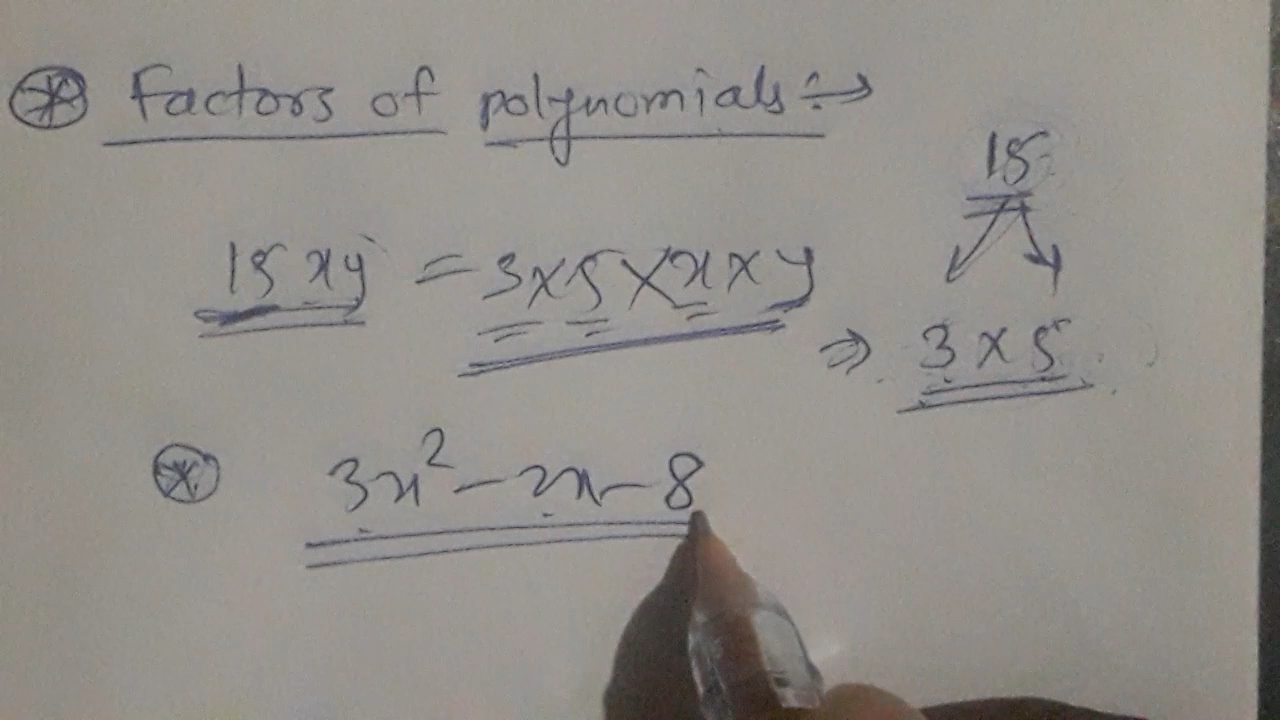 * Factors of polynomials :→
15
15 xy = 3 x 5 x x x y
⇒ 3 x 5
* 3x² - 2x - 8